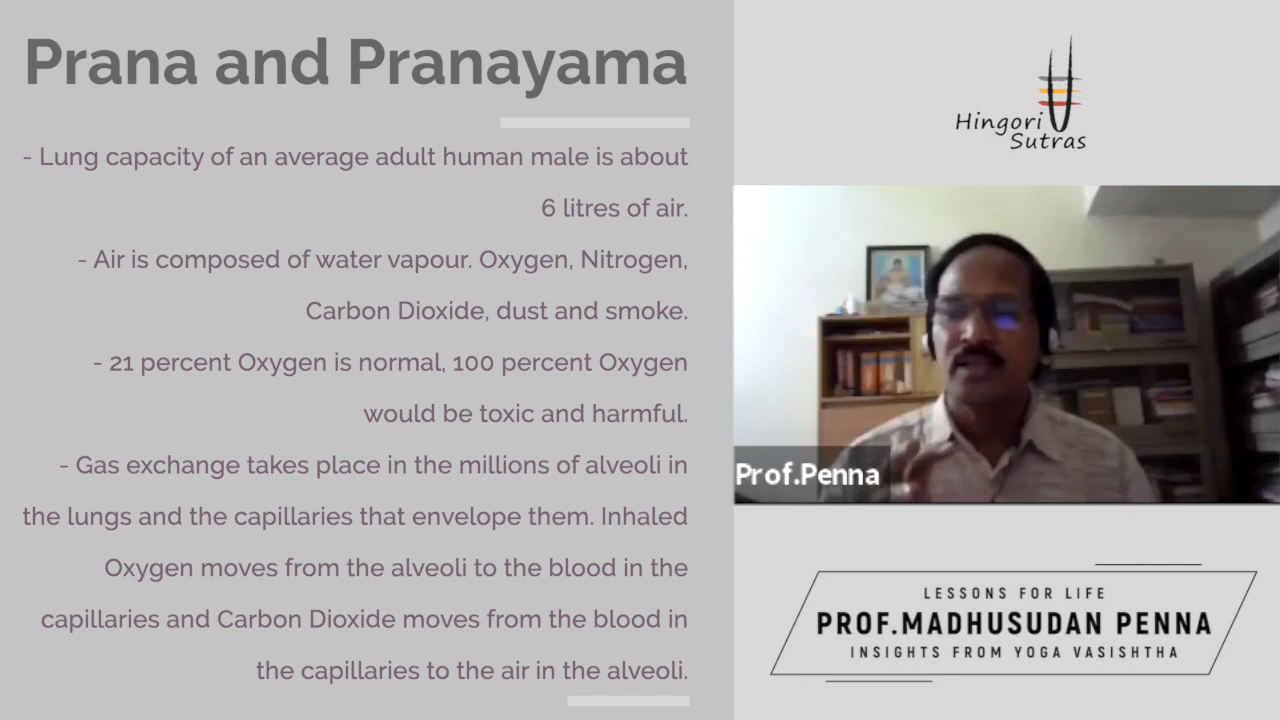 Prana and Pranayama
- Lung capacity of an average adult human male is about
6 litres of air.
- Air is composed of water vapour. Oxygen, Nitrogen,
Carbon Dioxide, dust and smoke.
- 21 percent Oxygen is normal, 100 percent Oxygen
would be toxic and harmful.
- Gas exchange takes place in the millions of alveoli in
the lungs and the capillaries that envelope them. Inhaled
Oxygen moves from the alveoli to the blood in the
capillaries and Carbon Dioxide moves from the blood in
the capillaries to the air in the alveoli.
Hingori
Sutras
Prof.Penna
LESSONS FOR LIFE
PROF.MADHUSUDAN PENNA
INSIGHTS FROM YOGA VASISHTHA